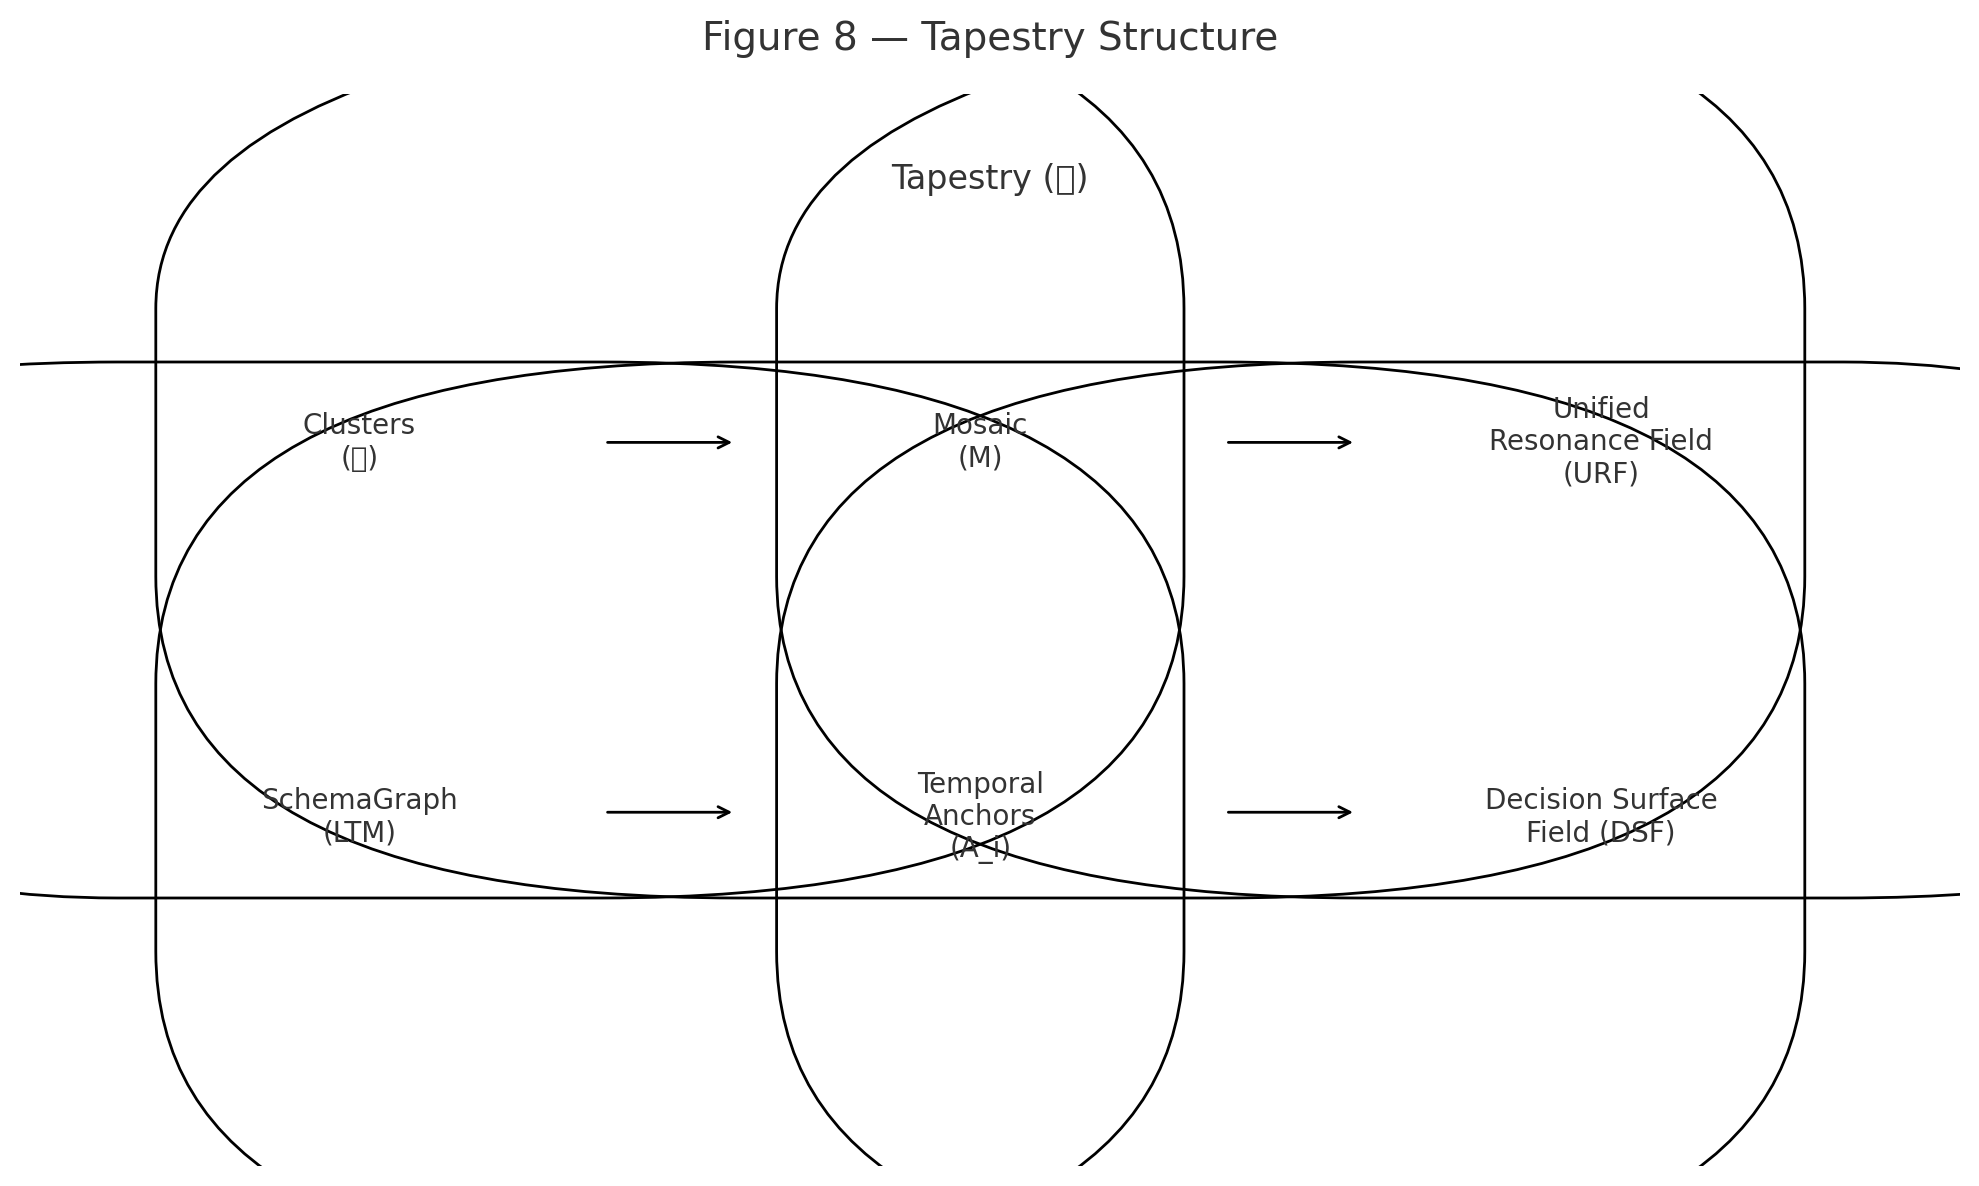 Figure 8 — Tapestry Structure
Tapestry (▯)
Clusters
(▯)
Mosaic
(M)
Unified
Resonance Field
(URF)
SchemaGraph
(LTM)
Temporal
Anchors
(A_i)
Decision Surface
Field (DSF)